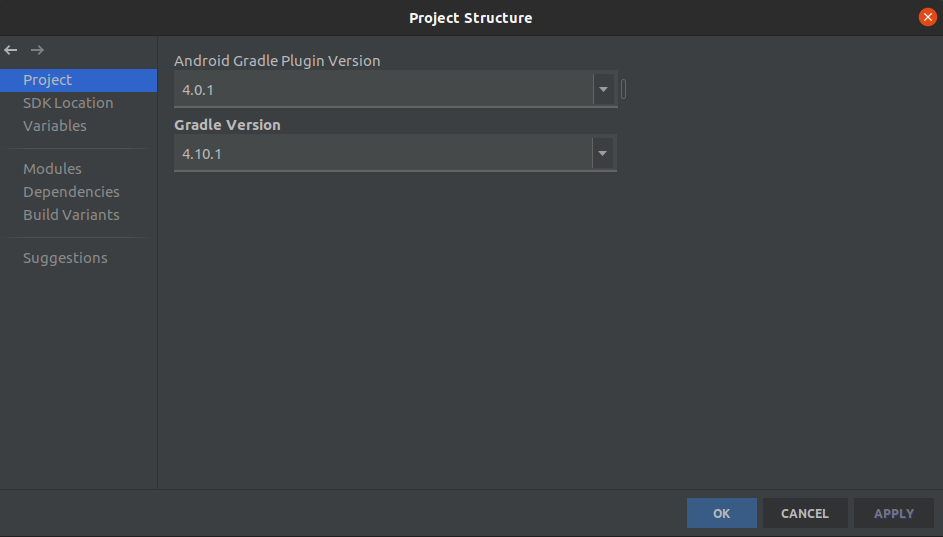 Project Structure
Project
SDK Location
Variables
Modules
Dependencies
Build Variants
Suggestions
Android Gradle Plugin Version
4.0.1
Gradle Version
4.10.1
OK
CANCEL
APPLY